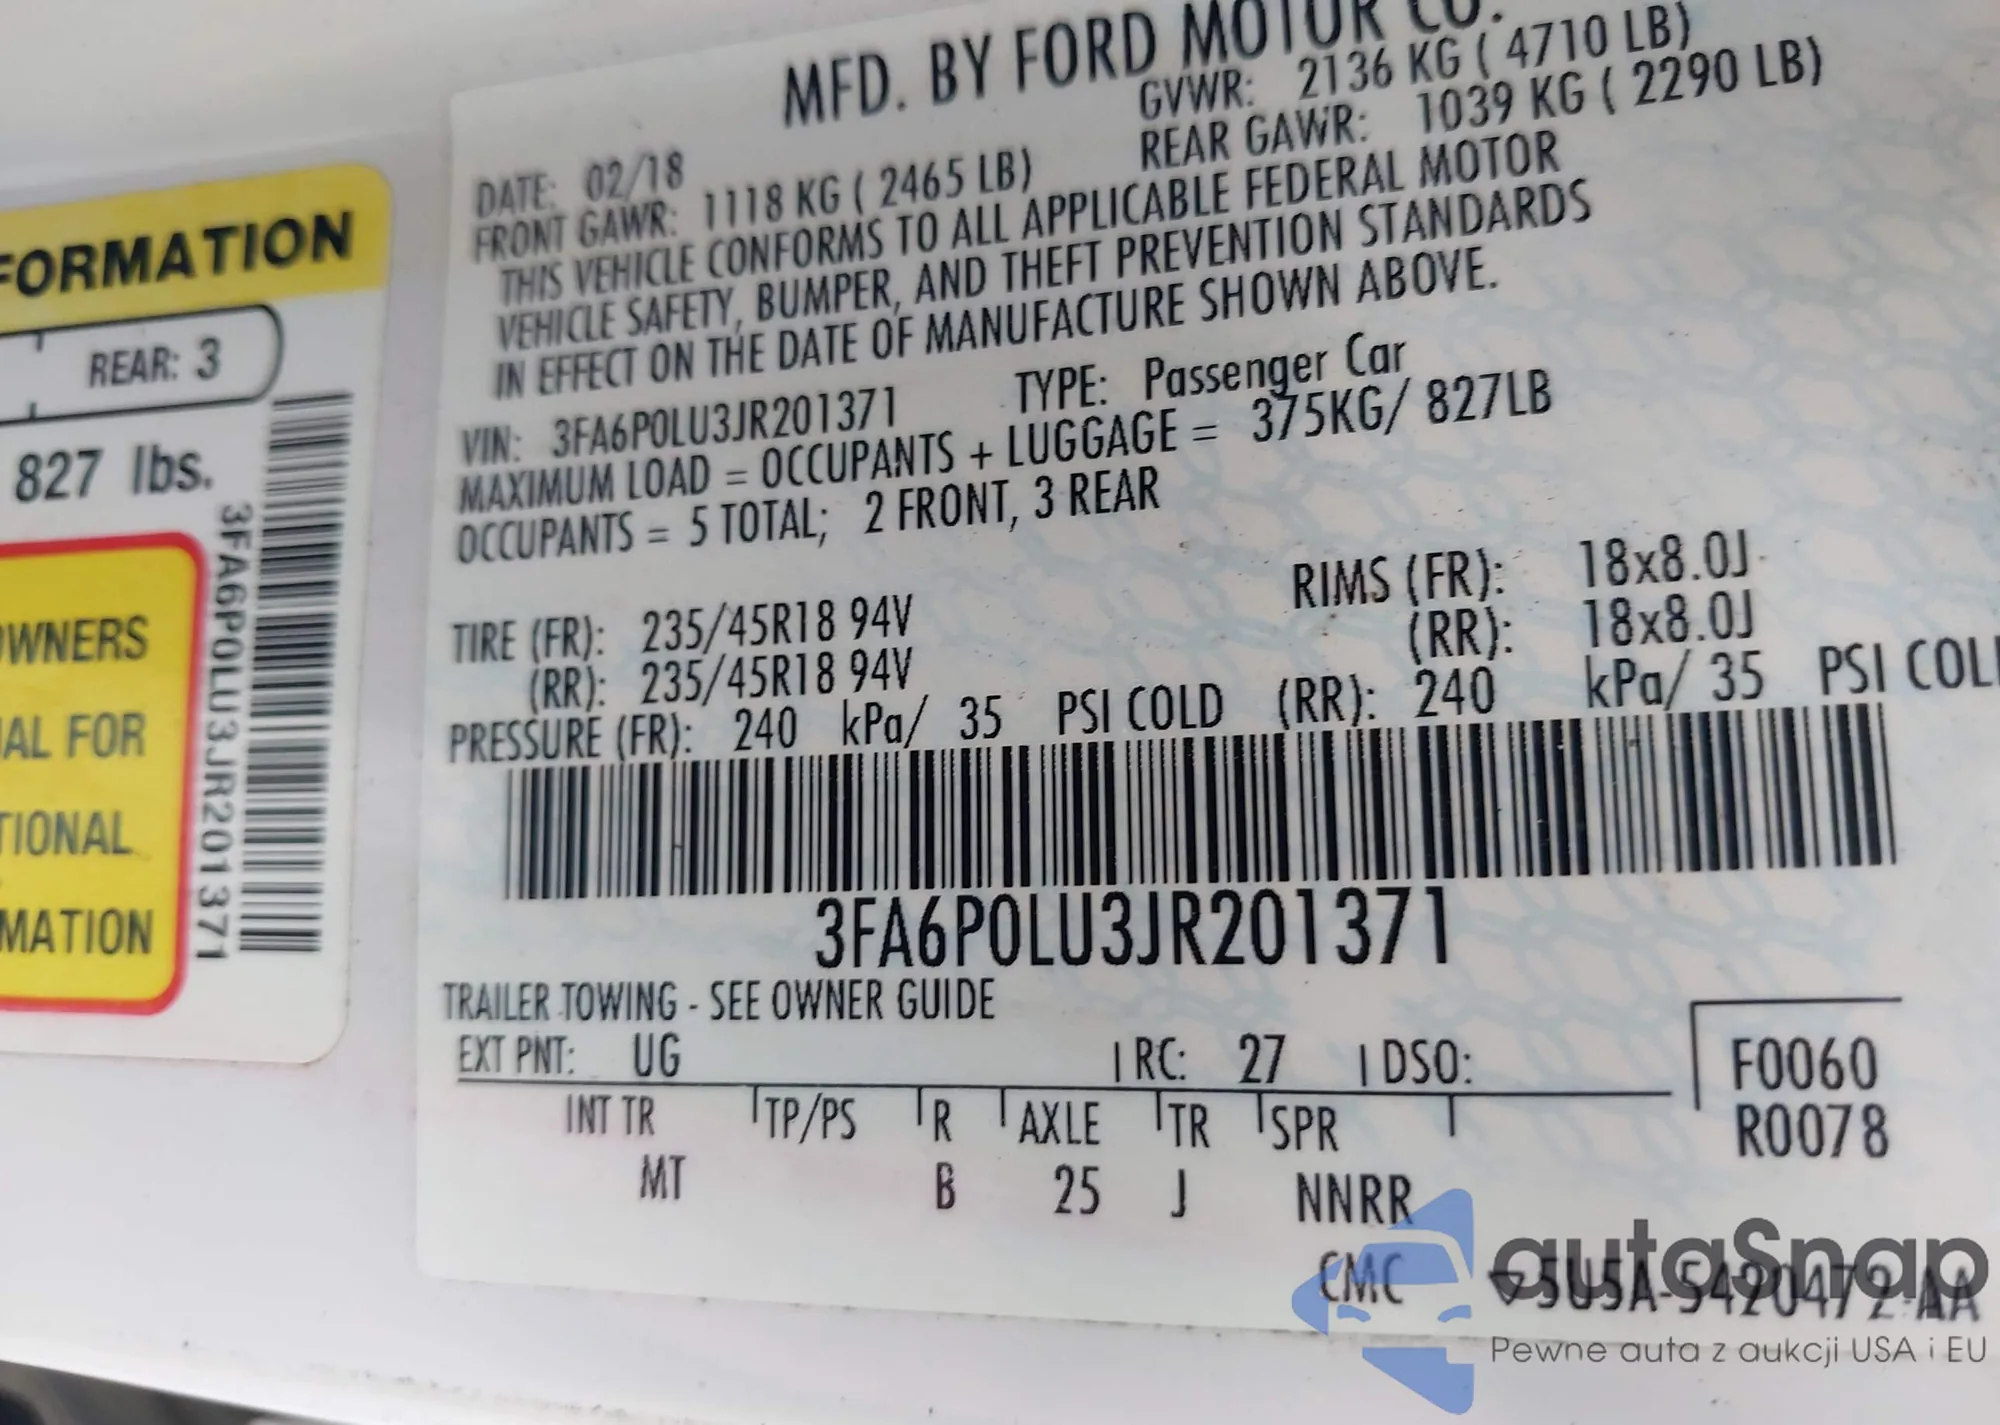 FORMATION
REAR: 3
827 lbs.
3FA6P0LU3JR201371
OWNERS
AL FOR
TIONAL
MATION
MFD. BY FORD MOTOR CO.
DATE: 02/18 GVWR: 2136 KG ( 4710 LB)
FRONT GAWR: 1118 KG ( 2465 LB) REAR GAWR: 1039 KG ( 2290 LB)
THIS VEHICLE CONFORMS TO ALL APPLICABLE FEDERAL MOTOR
VEHICLE SAFETY, BUMPER, AND THEFT PREVENTION STANDARDS
IN EFFECT ON THE DATE OF MANUFACTURE SHOWN ABOVE.
VIN: 3FA6P0LU3JR201371 TYPE: Passenger Car
MAXIMUM LOAD = OCCUPANTS + LUGGAGE = 375KG/ 827LB
OCCUPANTS = 5 TOTAL; 2 FRONT, 3 REAR
TIRE (FR): 235/45R18 94V RIMS (FR): 18x8.0J
(RR): 235/45R18 94V (RR): 18x8.0J
PRESSURE (FR): 240 kPa/ 35 PSI COLD (RR): 240 kPa/ 35 PSI COL
3FA6P0LU3JR201371
TRAILER TOWING - SEE OWNER GUIDE
EXT PNT: UG RC: 27 DSO: F0060
INT TR TP/PS R AXLE TR SPR R0078
MT B 25 J NNRR
CMC 5U5A-5420472-AA
autoSnap
Pewne auta z aukcji USA i EU